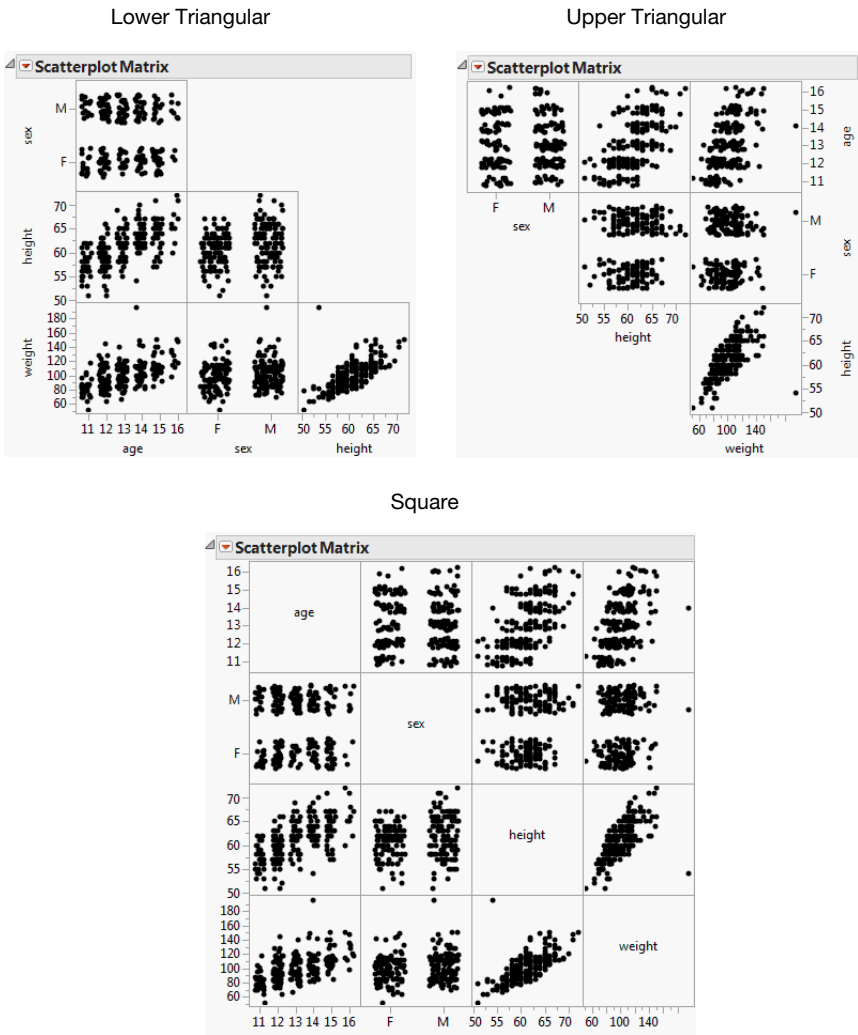 Lower Triangular
Scatterplot Matrix
M
F
sex
70
65
60
55
50
height
180
160
140
120
100
80
60
weight
11 12 13 14 15 16
F M
50 55 60 65 70
age sex height
Upper Triangular
Scatterplot Matrix
16
15
14
13
12
11
age
F M
sex
M
F
sex
50 55 60 65 70
height
70
65
60
55
50
height
60 100 140
weight
Square
Scatterplot Matrix
16
15
14
13
12
11
age
M
F
sex
70
65
60
55
50
height
180
160
140
120
100
80
60
weight
11 12 13 14 15 16 F M 50 55 60 65 70 60 100 140